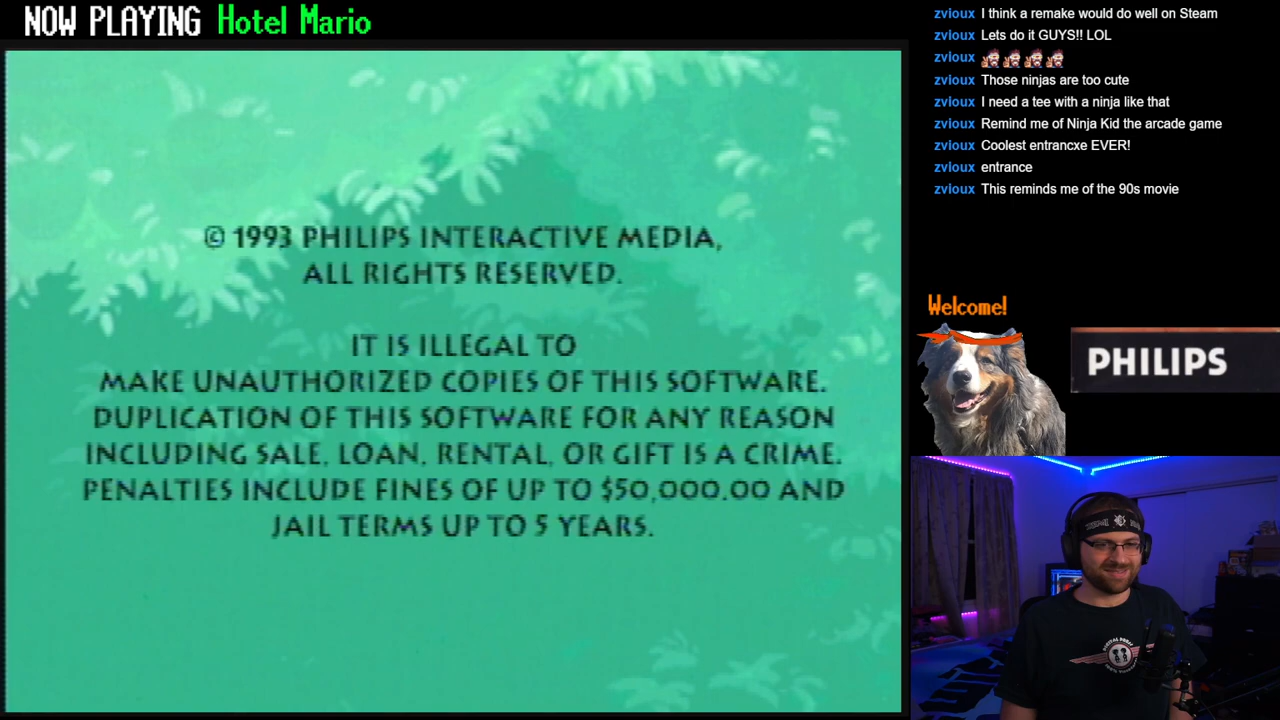 NOW PLAYING Hotel Mario
© 1993 PHILIPS INTERACTIVE MEDIA,
ALL RIGHTS RESERVED.
IT IS ILLEGAL TO
MAKE UNAUTHORIZED COPIES OF THIS SOFTWARE.
DUPLICATION OF THIS SOFTWARE FOR ANY REASON
INCLUDING SALE, LOAN, RENTAL, OR GIFT IS A CRIME.
PENALTIES INCLUDE FINES OF UP TO $50,000.00 AND
JAIL TERMS UP TO 5 YEARS.
zvioux I think a remake would do well on Steam
zvioux Lets do it GUYS!! LOL
zvioux
zvioux Those ninjas are too cute
zvioux I need a tee with a ninja like that
zvioux Remind me of Ninja Kid the arcade game
zvioux Coolest entrancxe EVER!
zvioux entrance
zvioux This reminds me of the 90s movie
Welcome!
PHILIPS